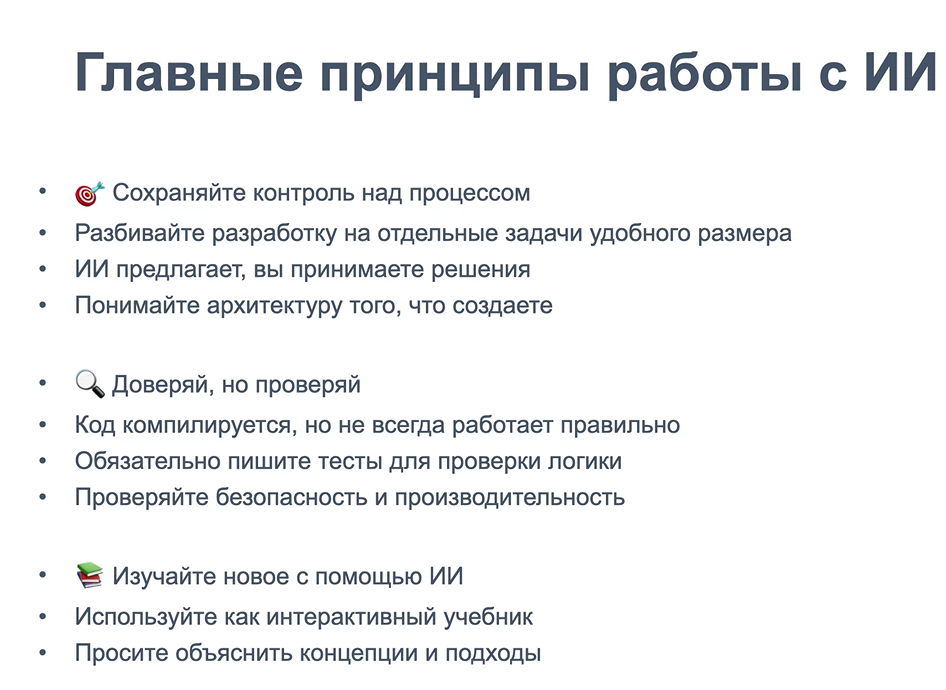 Главные принципы работы с ИИ
• 🎯 Сохраняйте контроль над процессом
• Разбивайте разработку на отдельные задачи удобного размера
• ИИ предлагает, вы принимаете решения
• Понимайте архитектуру того, что создаете
• 🔍 Доверяй, но проверяй
• Код компилируется, но не всегда работает правильно
• Обязательно пишите тесты для проверки логики
• Проверяйте безопасность и производительность
• 📚 Изучайте новое с помощью ИИ
• Используйте как интерактивный учебник
• Просите объяснить концепции и подходы